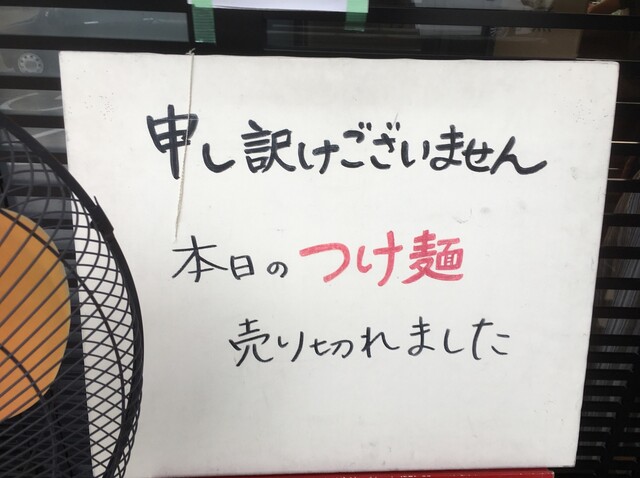 申し訳けございません
本日のつけ麺
売り切れました